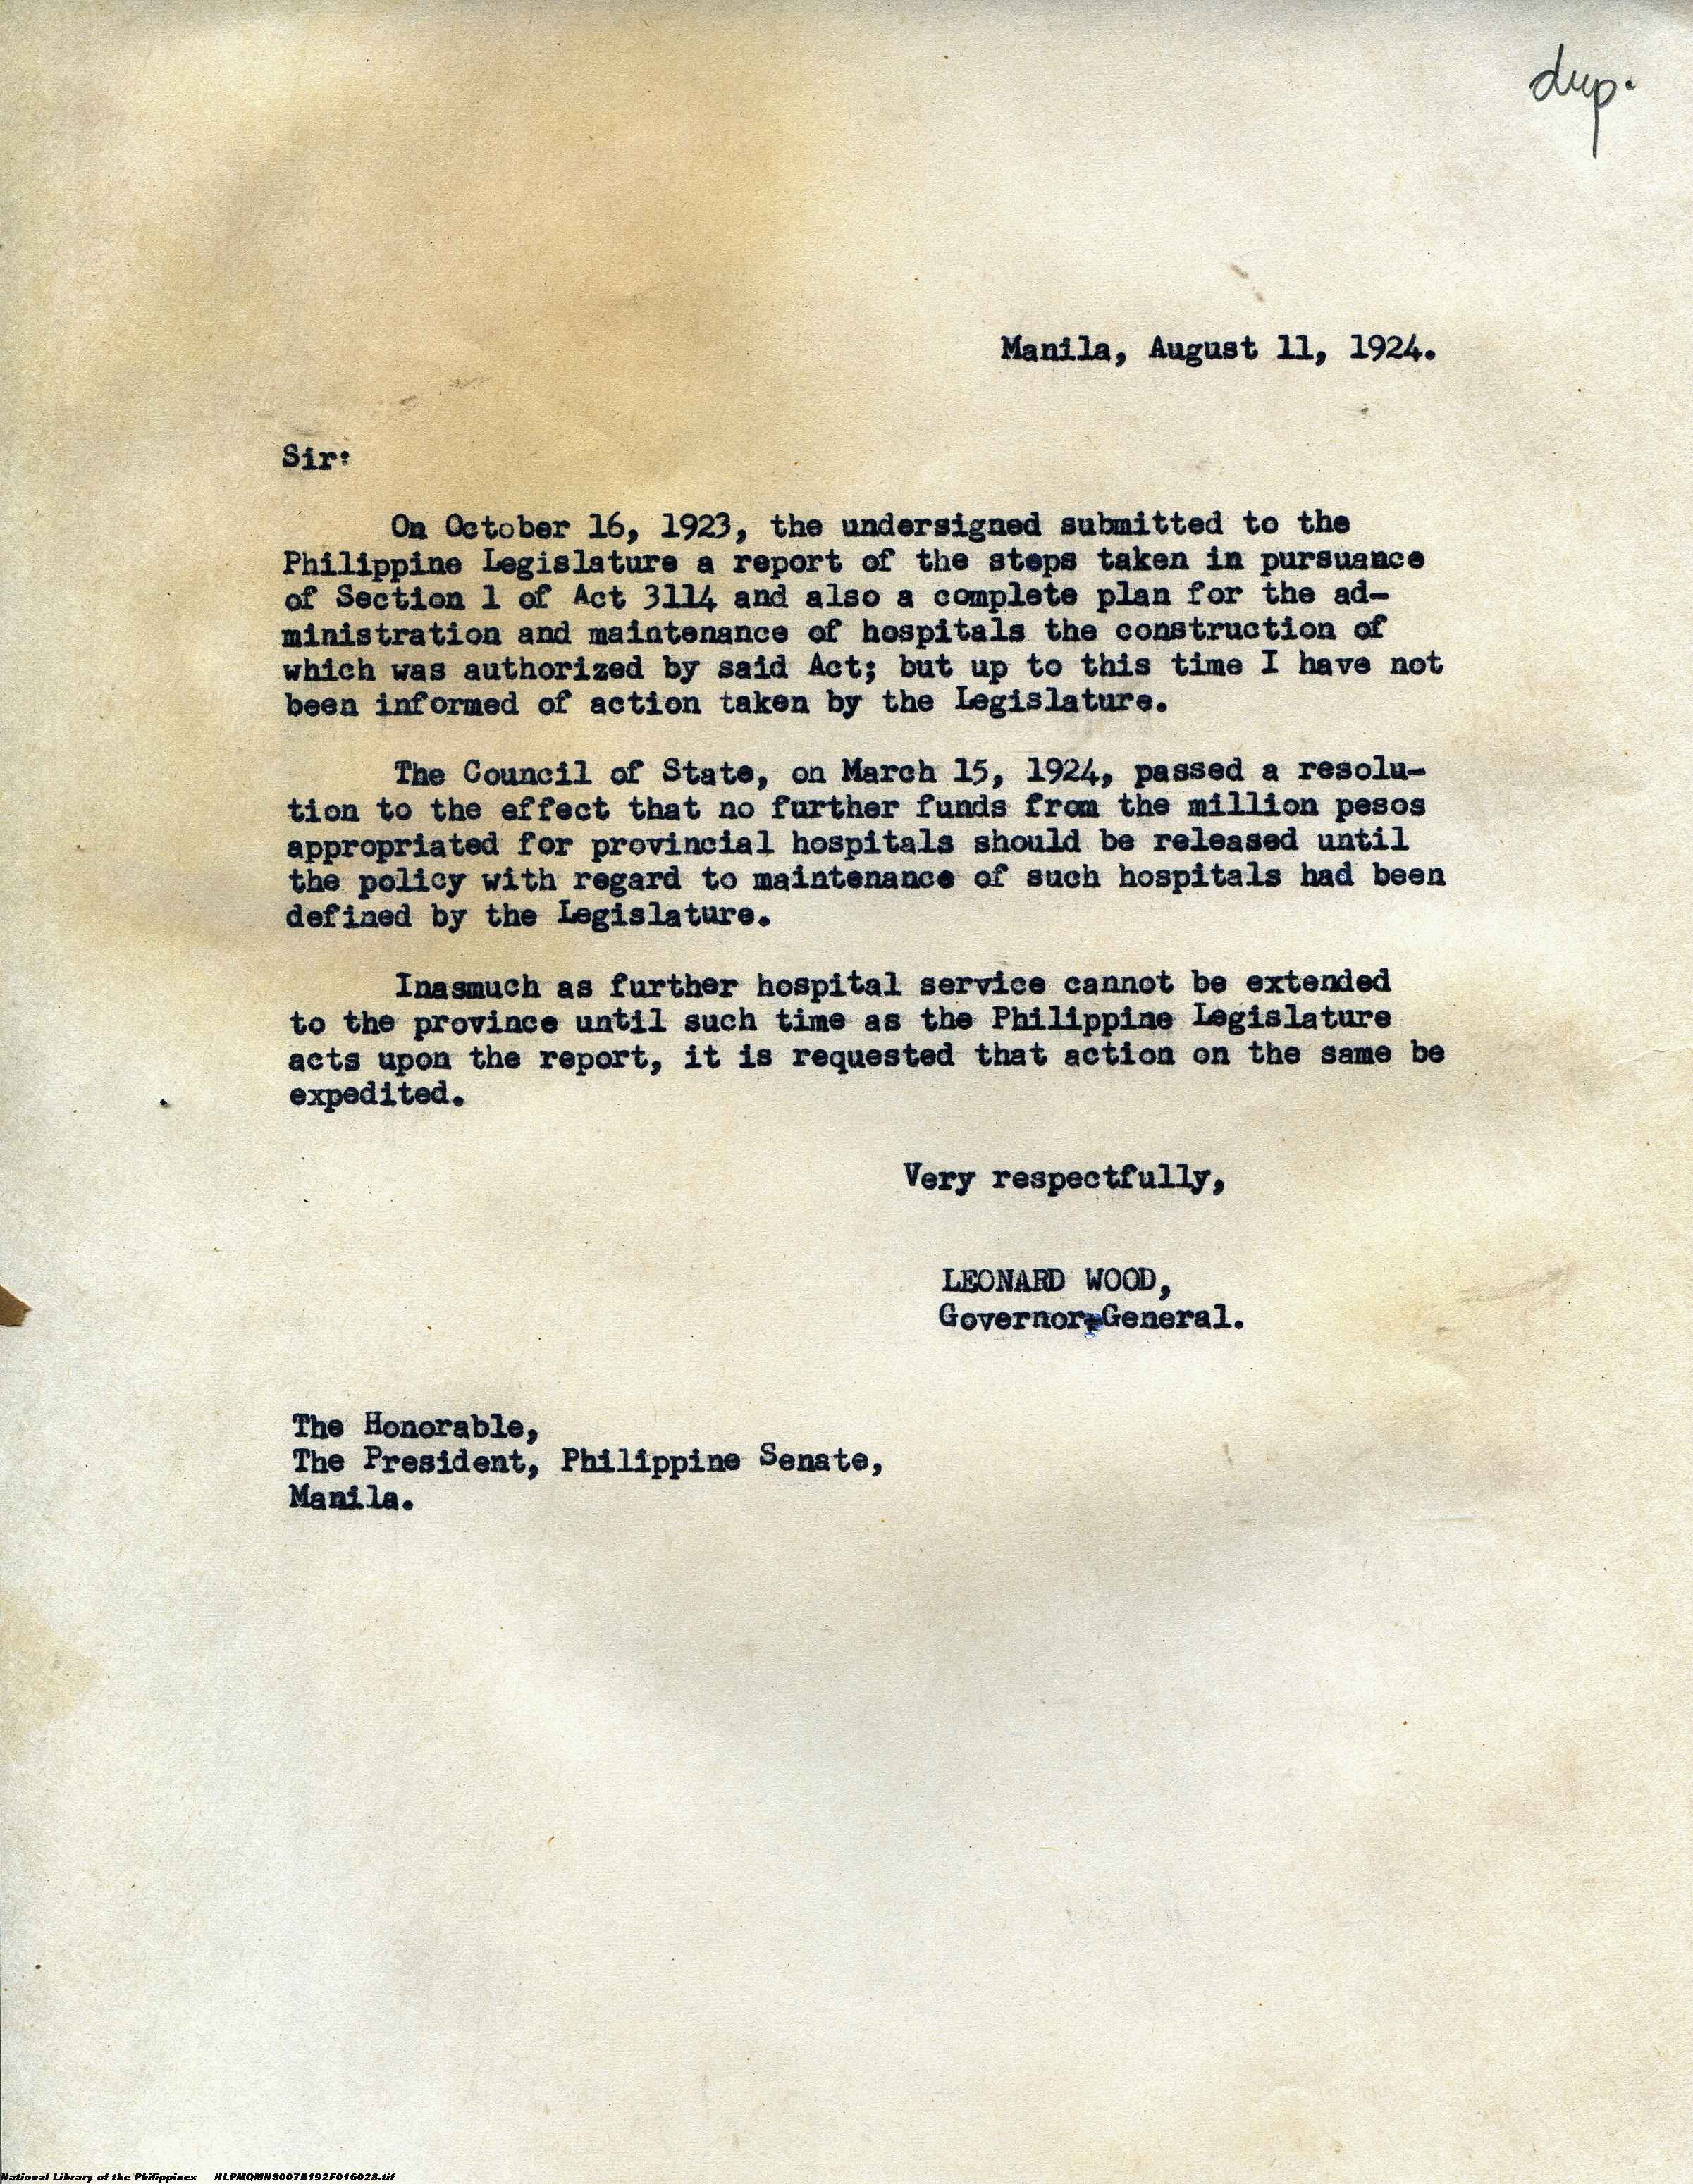 dup.
Manila, August 11, 1924.
Sir:
On October 16, 1923, the undersigned submitted to the
Philippine Legislature a report of the steps taken in pursuance
of Section 1 of Act 3114 and also a complete plan for the ad-
ministration and maintenance of hospitals the construction of
which was authorized by said Act; but up to this time I have not
been informed of action taken by the Legislature.
The Council of State, on March 15, 1924, passed a resolu-
tion to the effect that no further funds from the million pesos
appropriated for provincial hospitals should be released until
the policy with regard to maintenance of such hospitals had been
defined by the Legislature.
Inasmuch as further hospital service cannot be extended
to the province until such time as the Philippine Legislature
acts upon the report, it is requested that action on the same be
expedited.
Very respectfully,
LEONARD WOOD,
Governor-General.
The Honorable,
The President, Philippine Senate,
Manila.
National Library of the Philippines NLPMQMNS007B192F016028.tif